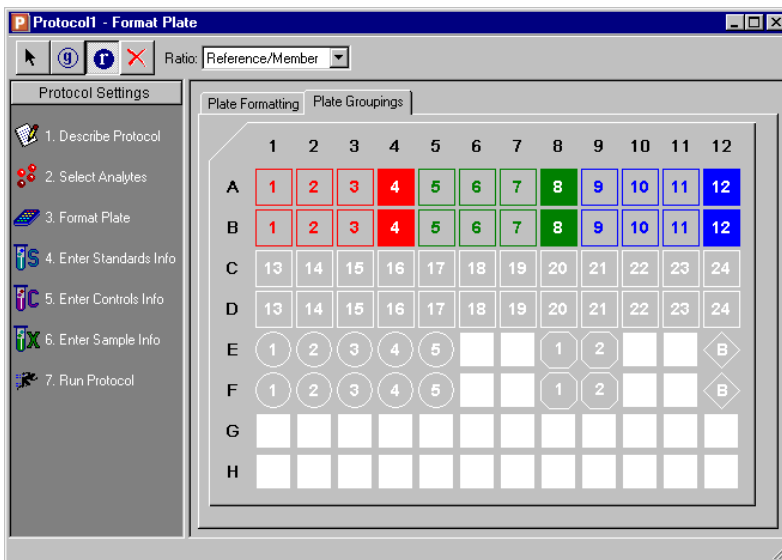 Protocol1 - Format Plate
g r Ratio: Reference/Member
Protocol Settings
1. Describe Protocol
2. Select Analytes
3. Format Plate
4. Enter Standards Info
5. Enter Controls Info
6. Enter Sample Info
7. Run Protocol
Plate Formatting Plate Groupings
1 2 3 4 5 6 7 8 9 10 11 12
A 1 2 3 4 5 6 7 8 9 10 11 12
B 1 2 3 4 5 6 7 8 9 10 11 12
C 13 14 15 16 17 18 19 20 21 22 23 24
D 13 14 15 16 17 18 19 20 21 22 23 24
E 1 2 3 4 5 1 2 B
F 1 2 3 4 5 1 2 B
G
H